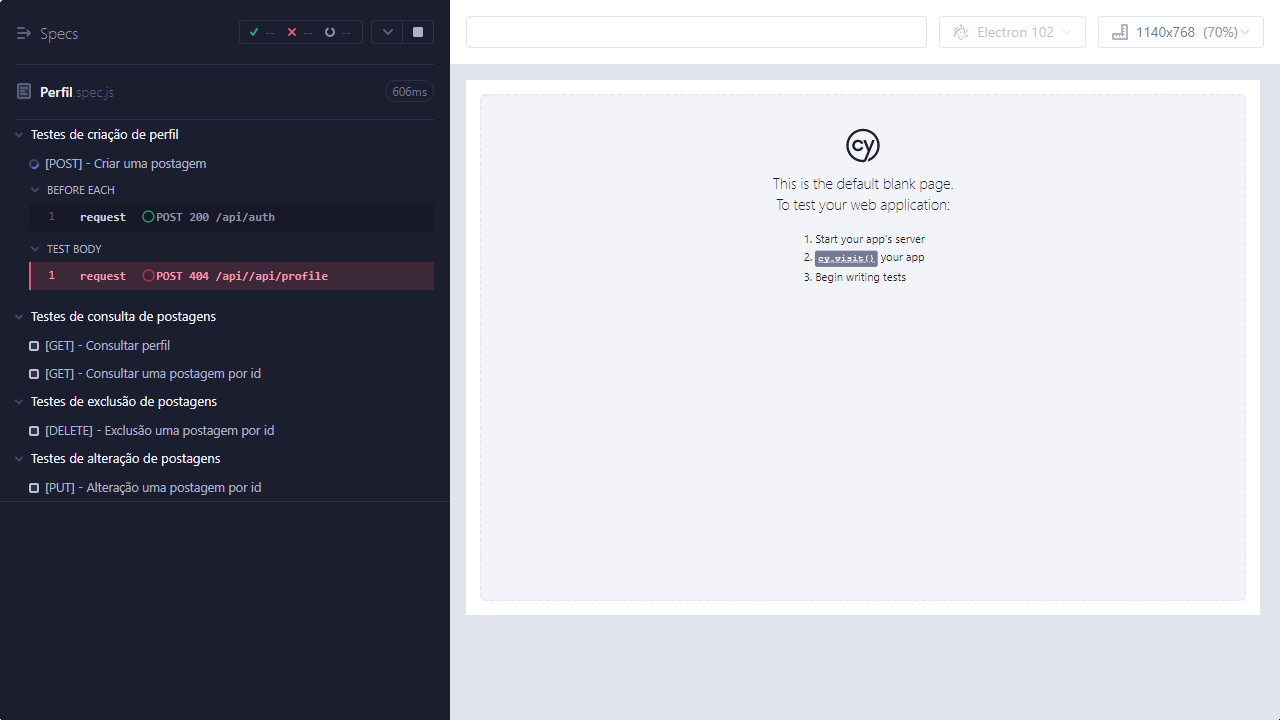 Specs
--
--
--
Perfil.spec.js
606ms
Testes de criação de perfil
[POST] - Criar uma postagem
BEFORE EACH
1 request POST 200 /api/auth
TEST BODY
1 request POST 404 /api//api/profile
Testes de consulta de postagens
[GET] - Consultar perfil
[GET] - Consultar uma postagem por id
Testes de exclusão de postagens
[DELETE] - Exclusão uma postagem por id
Testes de alteração de postagens
[PUT] - Alteração uma postagem por id
Electron 102
1140x768 (70%)
cy
This is the default blank page.
To test your web application:
1. Start your app's server
2. cy.visit() your app
3. Begin writing tests